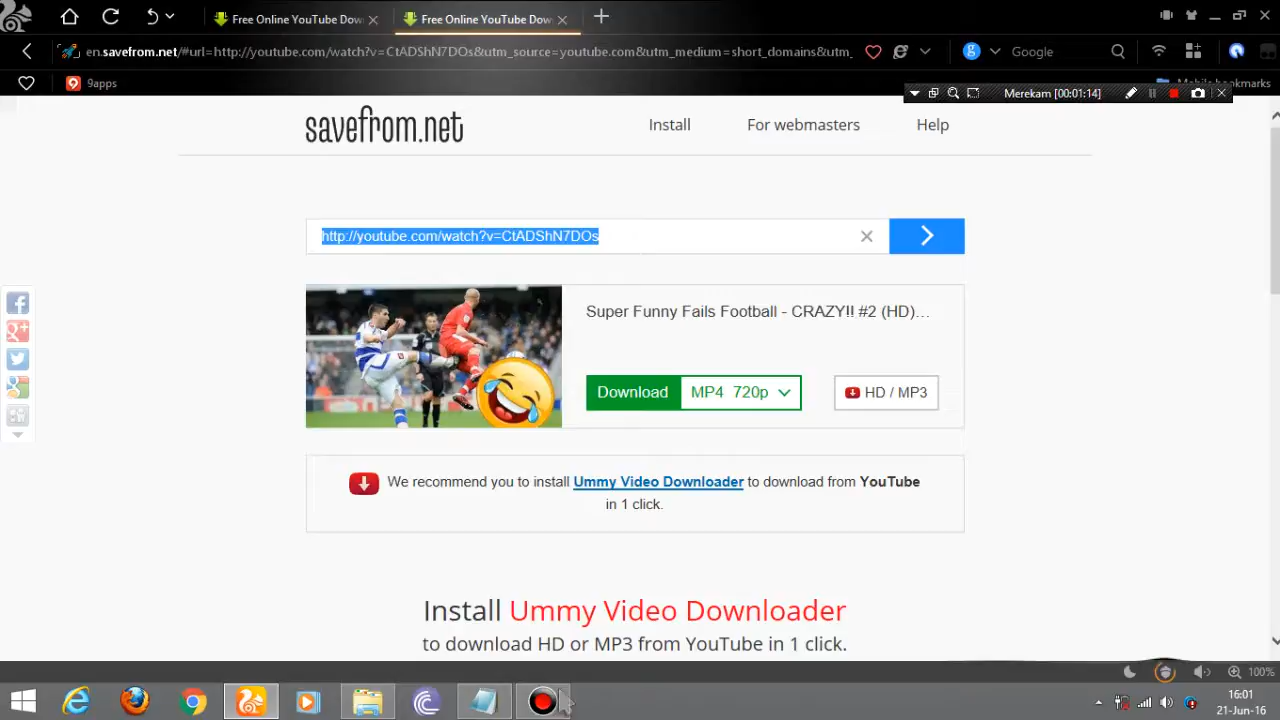 Free Online YouTube Dow
Free Online YouTube Dow
en.savefrom.net/#url=http://youtube.com/watch?v=CtADShN7DOs&utm_source=youtube.com&utm_medium=short_domains&utm_
Google
9apps
Mobile bookmarks
Merekam [00:01:14]
savefrom.net
Install
For webmasters
Help
http://youtube.com/watch?v=CtADShN7DOs
Super Funny Fails Football - CRAZY!! #2 (HD)...
Download MP4 720p
HD / MP3
We recommend you to install Ummy Video Downloader to download from YouTube
in 1 click.
Install Ummy Video Downloader
to download HD or MP3 from YouTube in 1 click.
100%
16:01
21-Jun-16